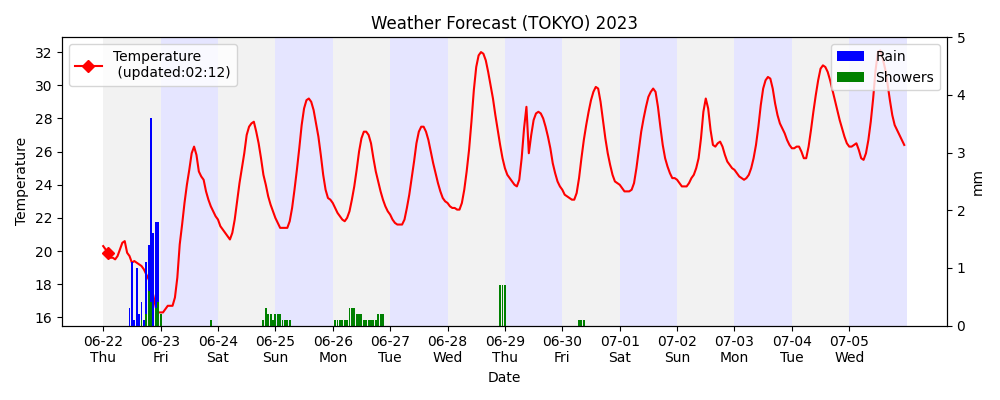 Weather Forecast (TOKYO) 2023
Temperature
(updated:02:12)
Rain
Showers
Temperature
32
30
28
26
24
22
20
18
16
5
4
3
2
1
0
mm
06-22 06-23 06-24 06-25 06-26 06-27 06-28 06-29 06-30 07-01 07-02 07-03 07-04 07-05
Thu Fri Sat Sun Mon Tue Wed Thu Fri Sat Sun Mon Tue Wed
Date